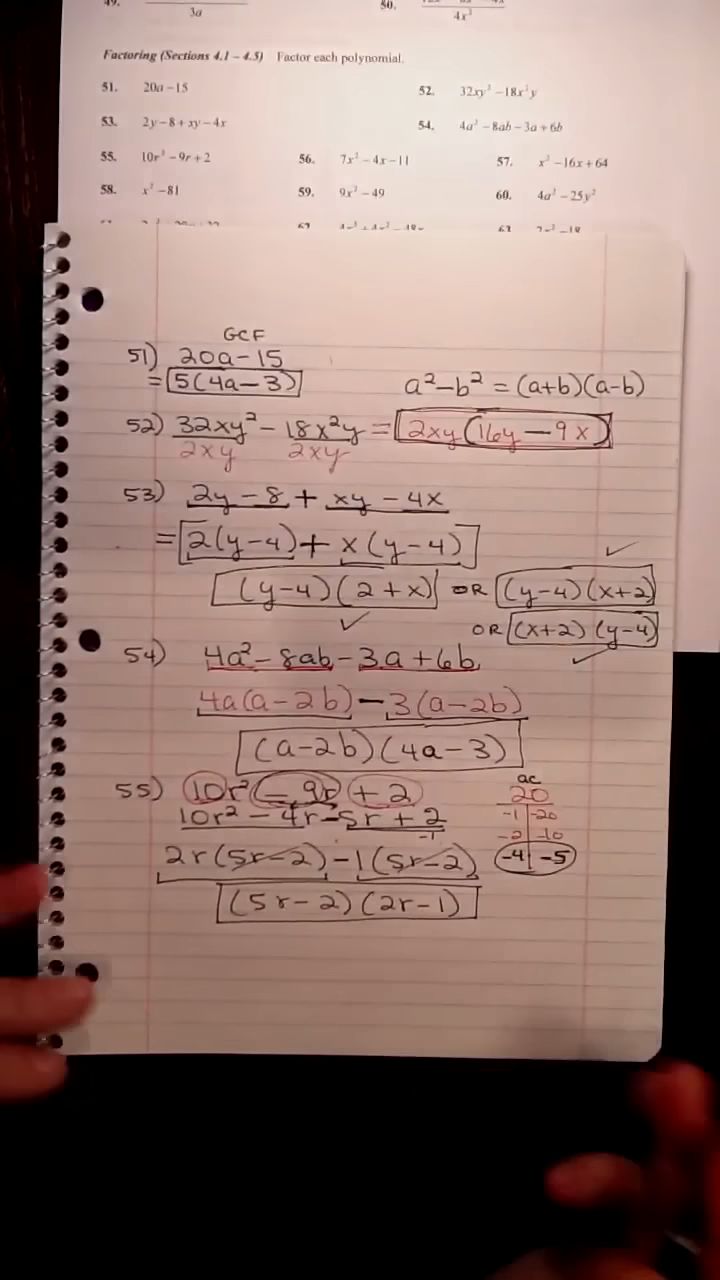 49.
3a
50.
4x²
Factoring (Sections 4.1 – 4.5) Factor each polynomial.
51. 20a – 15
52. 32xy² – 18x²y
53. 2y – 8 + xy – 4x
54. 4a² – 8ab – 3a + 6b
55. 10r² – 9r + 2
56. 7x² – 4x – 11
57. x² – 16x + 64
58. x² – 81
59. 9x² – 49
60. 4a² – 25y²
GCF
51) 20a – 15
= 5(4a – 3)
a² – b² = (a+b)(a-b)
52) 32xy² – 18x²y = 2xy(16y – 9x)
2xy 2xy
53) 2y – 8 + xy – 4x
= 2(y-4) + x(y-4)
(y-4)(2+x) OR (y-4)(x+2)
OR (x+2)(y-4)
54) 4a² – 8ab – 3a + 6b
4a(a-2b) – 3(a-2b)
(a-2b)(4a-3)
55) 10r² – 9r + 2
ac
20
10r² – 4r – 5r + 2
-1
-1 -20
-2 -10
-4 -5
2r(5r-2) -1(5r-2)
(5r-2)(2r-1)